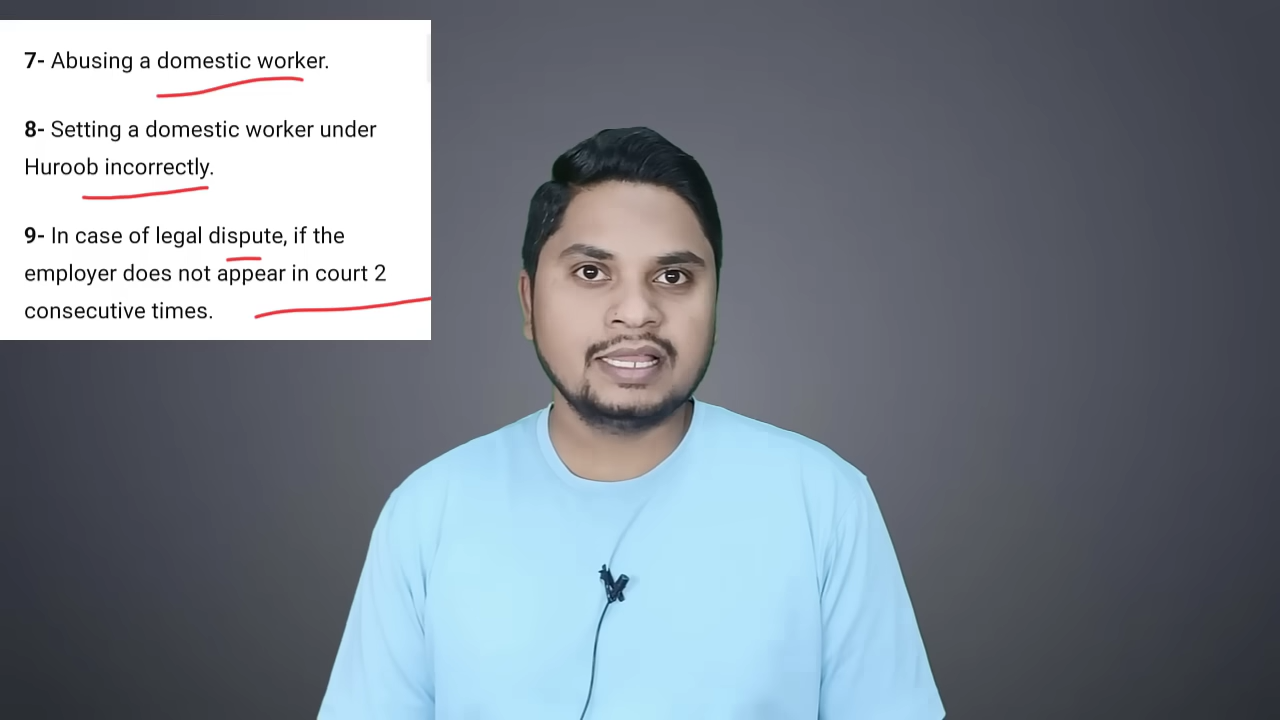 7- Abusing a domestic worker.
8- Setting a domestic worker under
Huroob incorrectly.
9- In case of legal dispute, if the
employer does not appear in court 2
consecutive times.